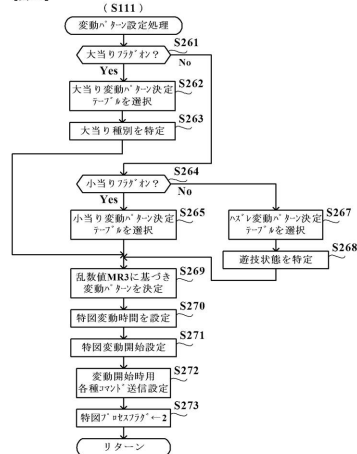 (S111)
変動パターン設定処理
S261
大当りフラグオン?
Yes
No
S262
大当り変動パターン決定
テーブルを選択
S263
大当り種別を特定
S264
小当りフラグオン?
Yes
No
S265
小当り変動パターン決定
テーブルを選択
S267
ハズレ変動パターン決定
テーブルを選択
S268
遊技状態を特定
S269
乱数値MR3に基づき
変動パターンを決定
S270
特図変動時間を設定
S271
特図変動開始設定
S272
変動開始時用
各種コマンド送信設定
S273
特図プロセスフラグ←2
リターン